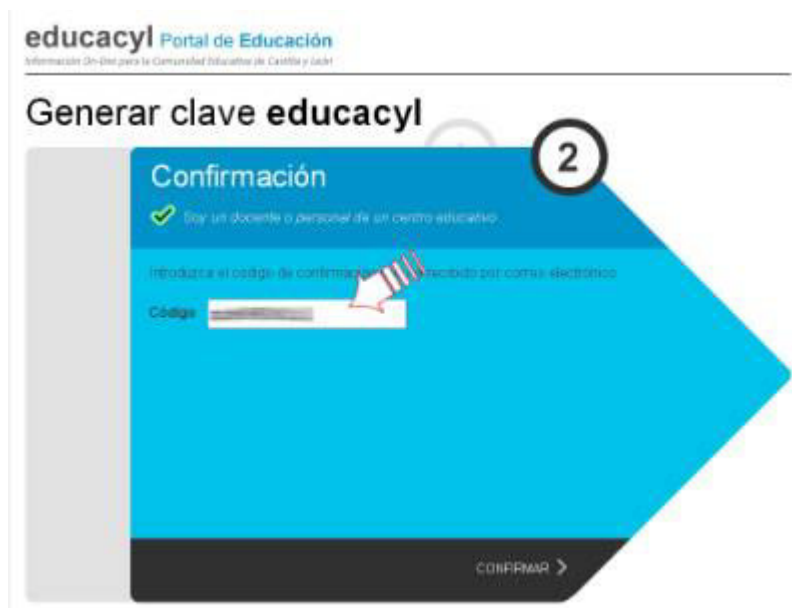 educacyl Portal de Educación
Información On-line para la Comunidad Educativa de Castilla y León
Generar clave educacyl
2
Confirmación
Soy un docente o personal de un centro educativo
Introduzca el código de confirmación recibido por correo electrónico
Código
CONFIRMAR